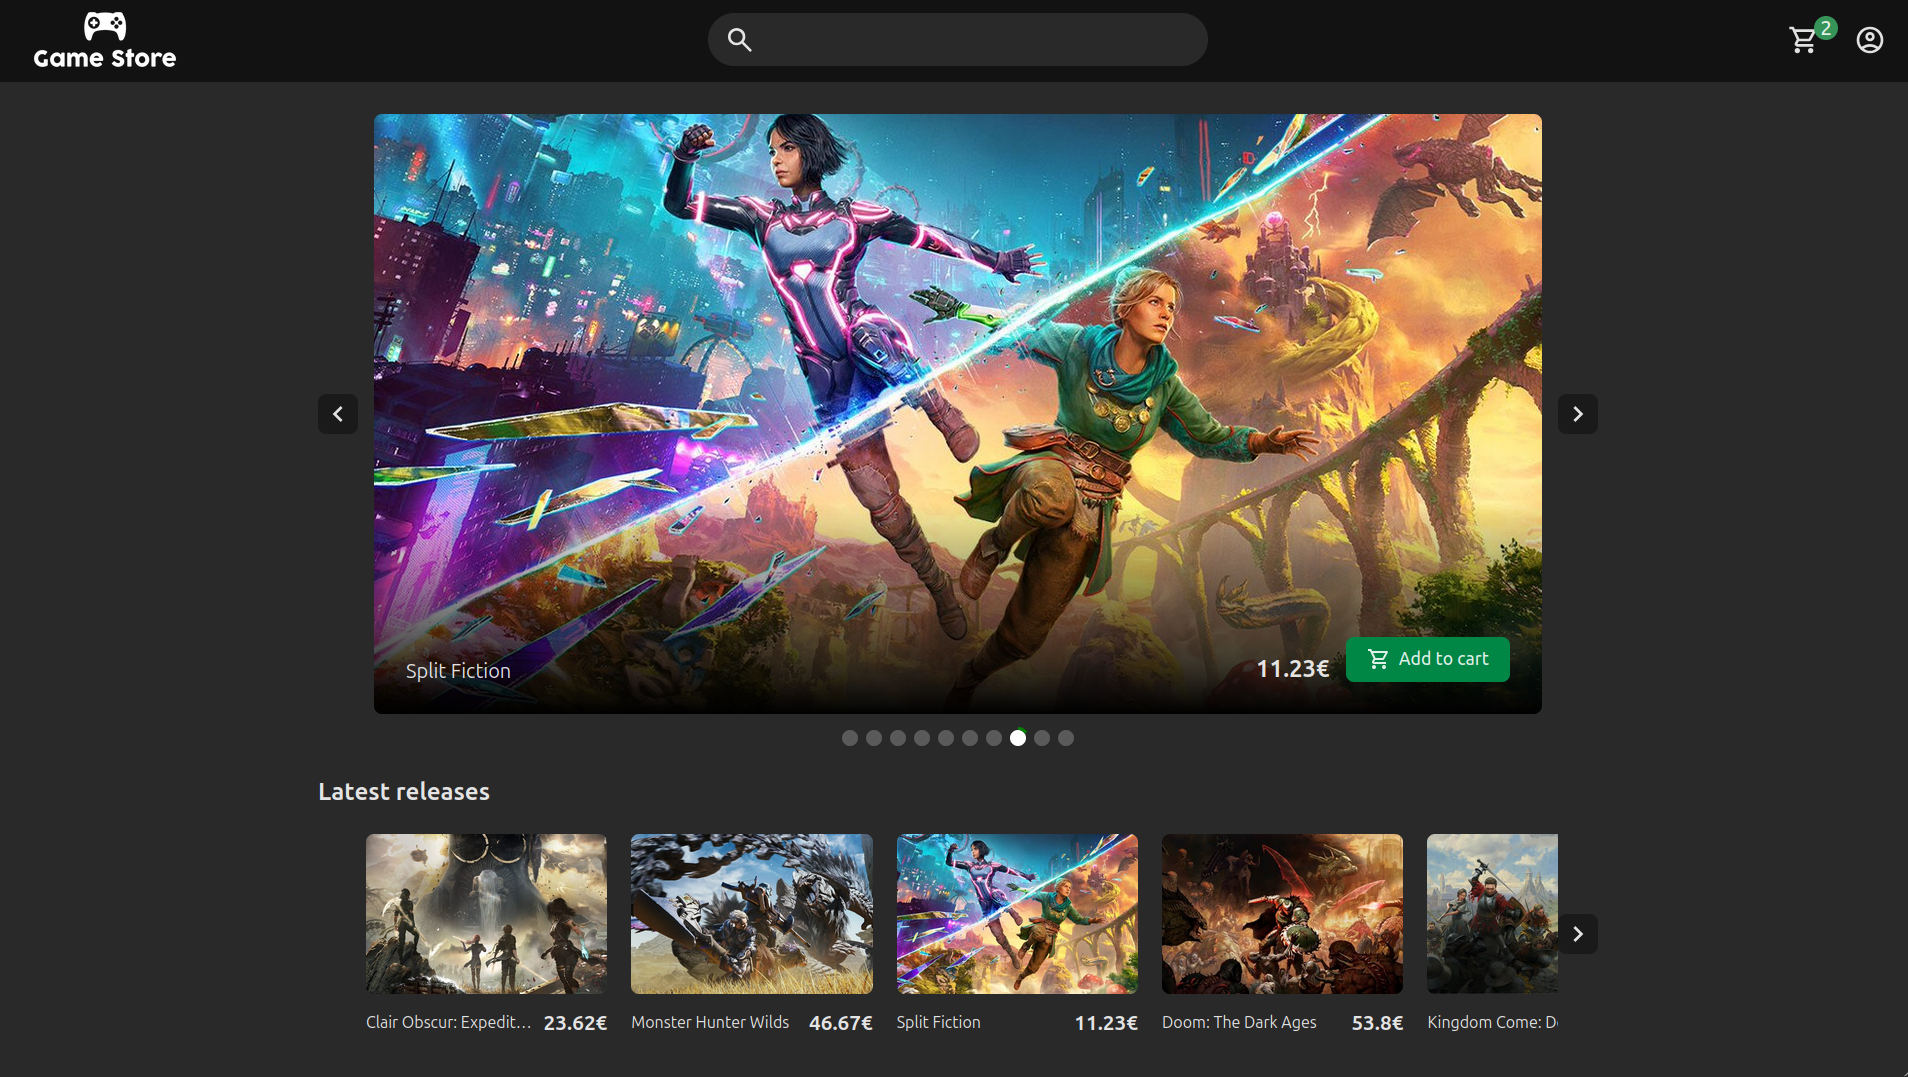 Game Store
2
Split Fiction
11.23€
Add to cart
Latest releases
Clair Obscur: Expedit... 23.62€
Monster Hunter Wilds 46.67€
Split Fiction 11.23€
Doom: The Dark Ages 53.8€
Kingdom Come: D